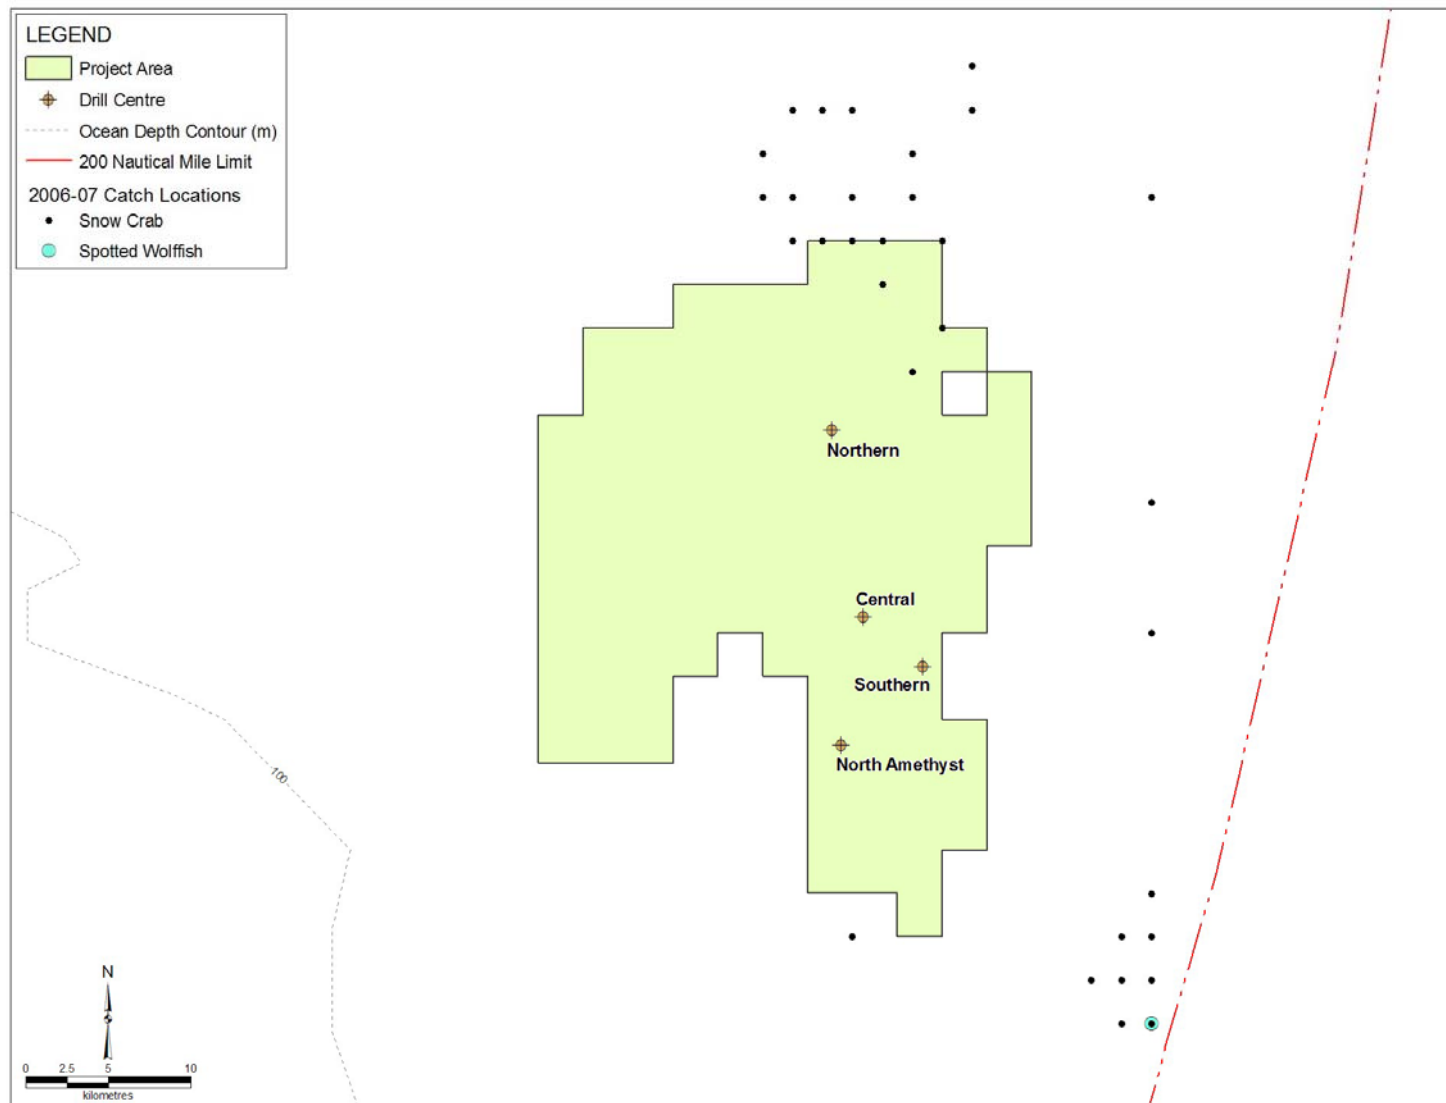 LEGEND
Project Area
Drill Centre
Ocean Depth Contour (m)
200 Nautical Mile Limit
2006-07 Catch Locations
Snow Crab
Spotted Wolffish
Northern
Central
Southern
North Amethyst
100
N
0 2.5 5 10
kilometres